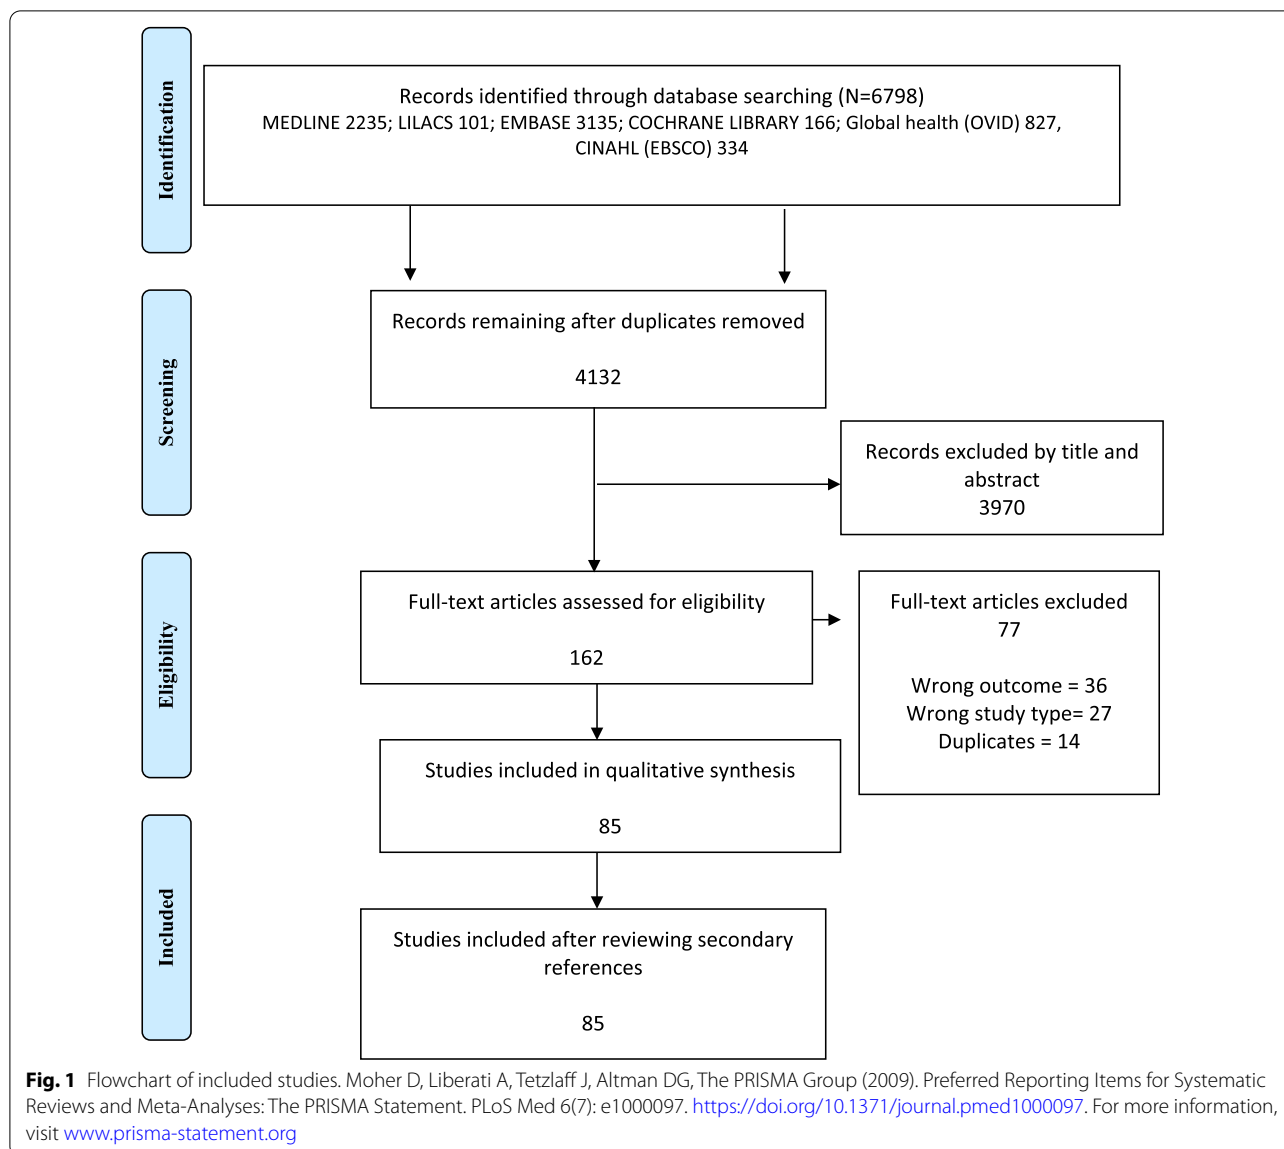 Identification
Records identified through database searching (N=6798)
MEDLINE 2235; LILACS 101; EMBASE 3135; COCHRANE LIBRARY 166; Global health (OVID) 827,
CINAHL (EBSCO) 334
Screening
Records remaining after duplicates removed
4132
Records excluded by title and
abstract
3970
Eligibility
Full-text articles assessed for eligibility
162
Full-text articles excluded
77
Wrong outcome = 36
Wrong study type= 27
Duplicates = 14
Studies included in qualitative synthesis
85
Included
Studies included after reviewing secondary
references
85
Fig. 1 Flowchart of included studies. Moher D, Liberati A, Tetzlaff J, Altman DG, The PRISMA Group (2009). Preferred Reporting Items for Systematic
Reviews and Meta-Analyses: The PRISMA Statement. PLoS Med 6(7): e1000097. https://doi.org/10.1371/journal.pmed1000097. For more information,
visit www.prisma-statement.org